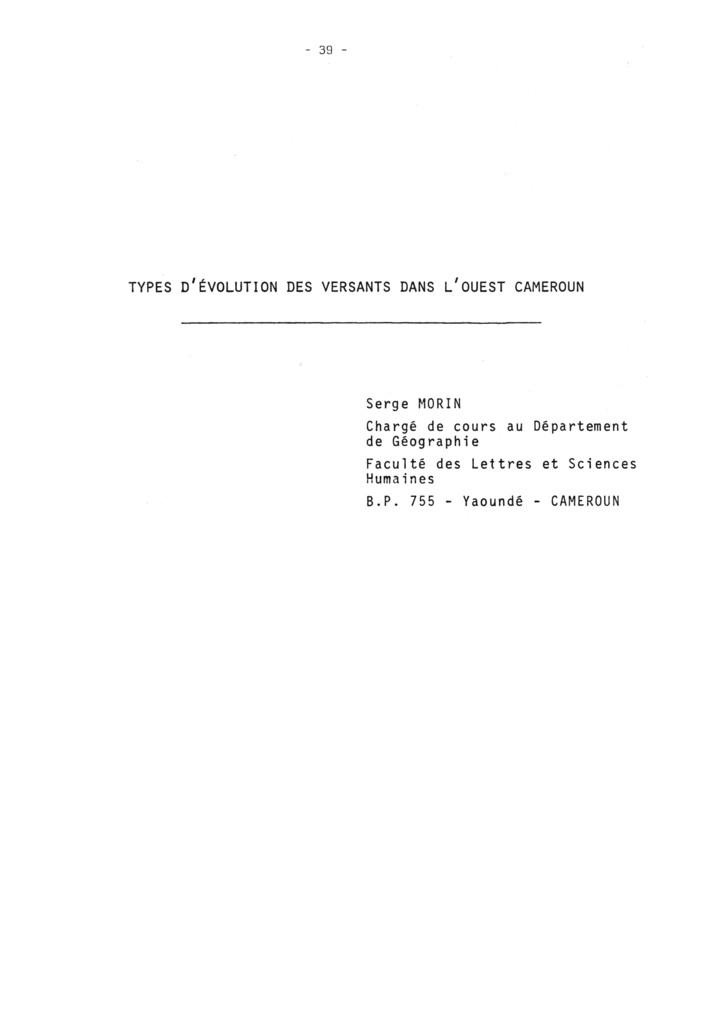 - 39 -
TYPES D'ÉVOLUTION DES VERSANTS DANS L'OUEST CAMEROUN
Serge MORIN
Chargé de cours au Département
de Géographie
Faculté des Lettres et Sciences
Humaines
B.P. 755 - Yaoundé - CAMEROUN